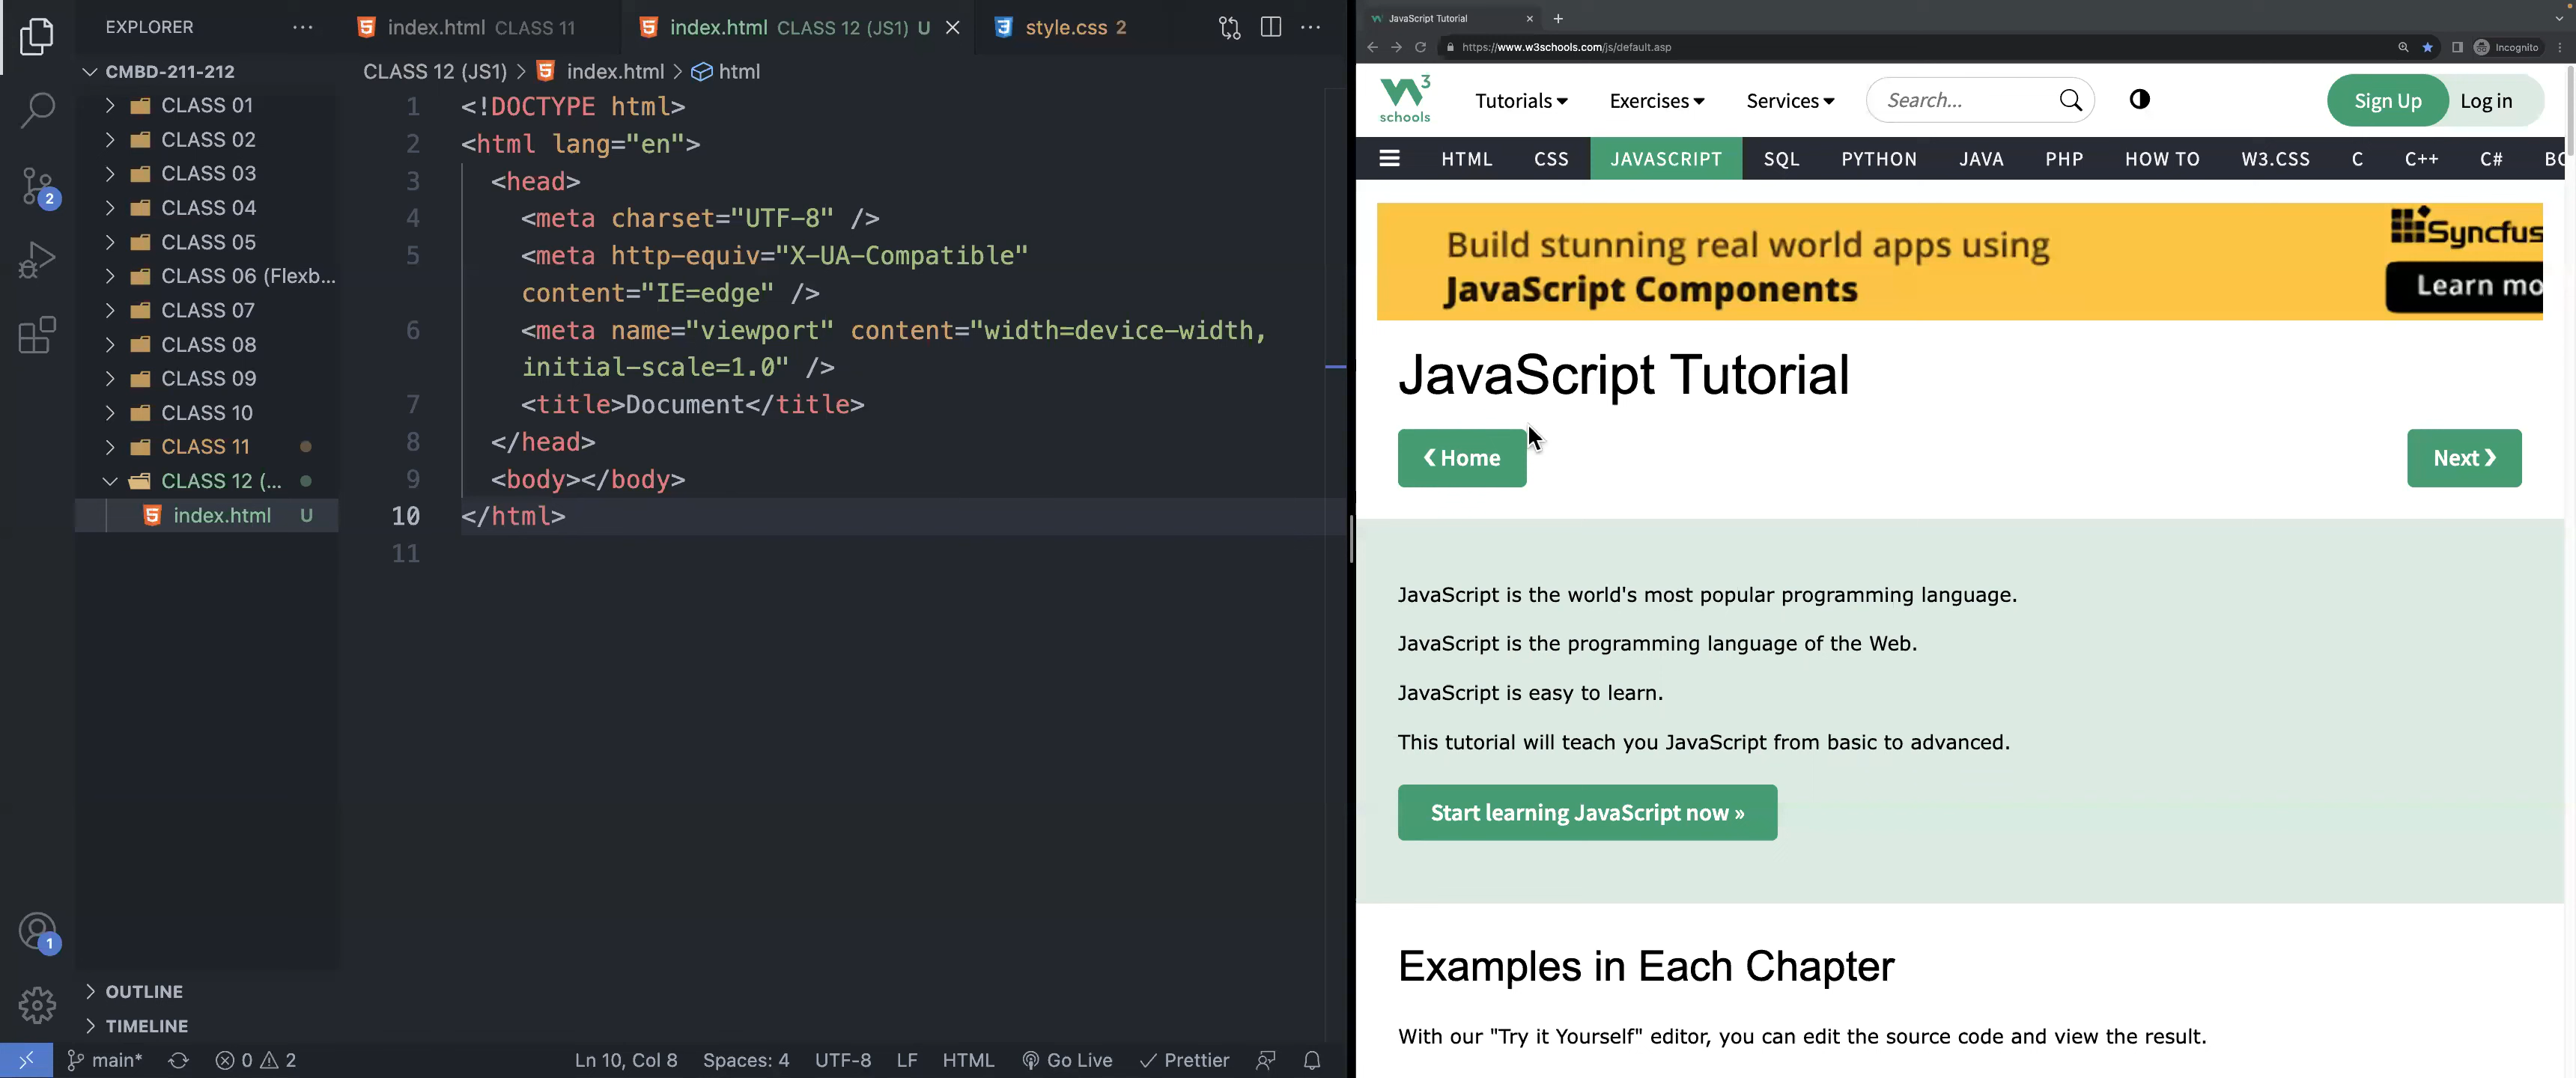 EXPLORER
CMBD-211-212
CLASS 01
CLASS 02
CLASS 03
CLASS 04
CLASS 05
CLASS 06 (Flexb...
CLASS 07
CLASS 08
CLASS 09
CLASS 10
CLASS 11
CLASS 12 (...
index.html U
OUTLINE
TIMELINE
2
1
index.html CLASS 11
index.html CLASS 12 (JS1) U
style.css 2
CLASS 12 (JS1) > index.html > html
1 <!DOCTYPE html>
2 <html lang="en">
3 <head>
4 <meta charset="UTF-8" />
5 <meta http-equiv="X-UA-Compatible"
content="IE=edge" />
6 <meta name="viewport" content="width=device-width,
initial-scale=1.0" />
7 <title>Document</title>
8 </head>
9 <body></body>
10 </html>
11
main* 0 2 Ln 10, Col 8 Spaces: 4 UTF-8 LF HTML Go Live Prettier
JavaScript Tutorial
https://www.w3schools.com/js/default.asp
Incognito
W3 schools
Tutorials Exercises Services Search... Sign Up Log in
HTML CSS JAVASCRIPT SQL PYTHON JAVA PHP HOW TO W3.CSS C C++ C# BO
Build stunning real world apps using
JavaScript Components
Syncfus
Learn mo
JavaScript Tutorial
❮ Home
Next ❯
JavaScript is the world's most popular programming language.
JavaScript is the programming language of the Web.
JavaScript is easy to learn.
This tutorial will teach you JavaScript from basic to advanced.
Start learning JavaScript now »
Examples in Each Chapter
With our "Try it Yourself" editor, you can edit the source code and view the result.